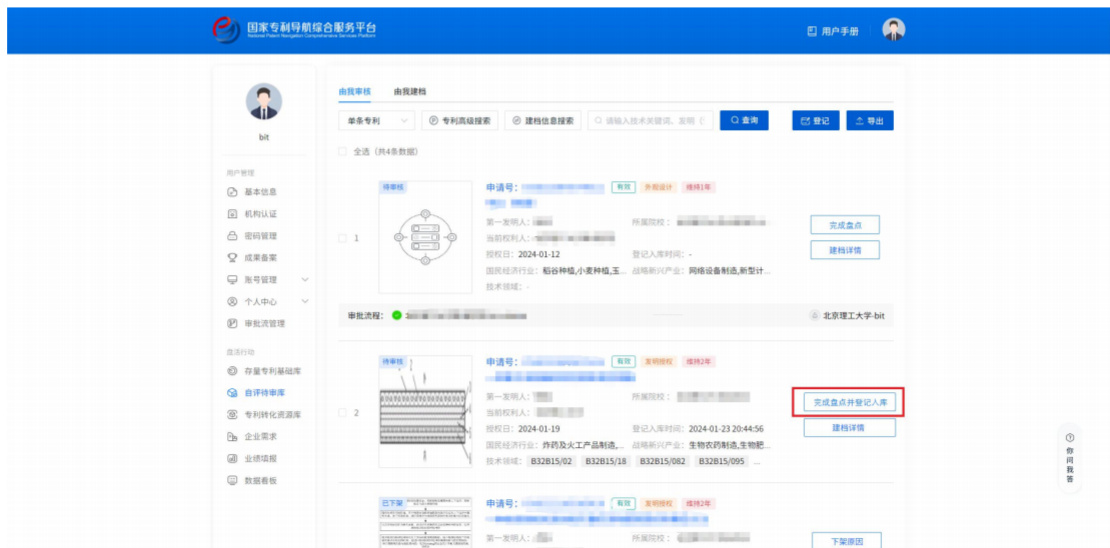 国家专利导航综合服务平台
National Patent Navigation Comprehensive Services Platform
用户手册
bit
用户管理
基本信息
机构认证
密码管理
成果备案
账号管理
个人中心
审批流管理
盘活行动
存量专利基础库
自评待审库
专利转化资源库
企业需求
业绩填报
数据看板
由我审核 由我建档
单条专利 专利高级搜索 建档信息搜索 请输入技术关键词、发明 查询 登记 导出
全选（共4条数据）
待审核 申请号： 有效 外观设计 维持1年
第一发明人： 所属院校：
当前权利人：
授权日：2024-01-12 登记入库时间：-
国民经济行业：稻谷种植,小麦种植,玉... 战略新兴产业：网络设备制造,新型计...
技术领域：-
1
完成盘点
建档详情
审批流程： 北京理工大学-bit
待审核 申请号： 有效 发明授权 维持2年
第一发明人： 所属院校：
当前权利人：
授权日：2024-01-19 登记入库时间：2024-01-23 20:44:56
国民经济行业：炸药及火工产品制造,... 战略新兴产业：生物农药制造,生物肥...
技术领域：B32B15/02 B32B15/18 B32B15/082 B32B15/095 ...
2
完成盘点并登记入库
建档详情
已下架 申请号： 有效 发明授权 维持2年
第一发明人： 所属院校：
下架原因
你问我答